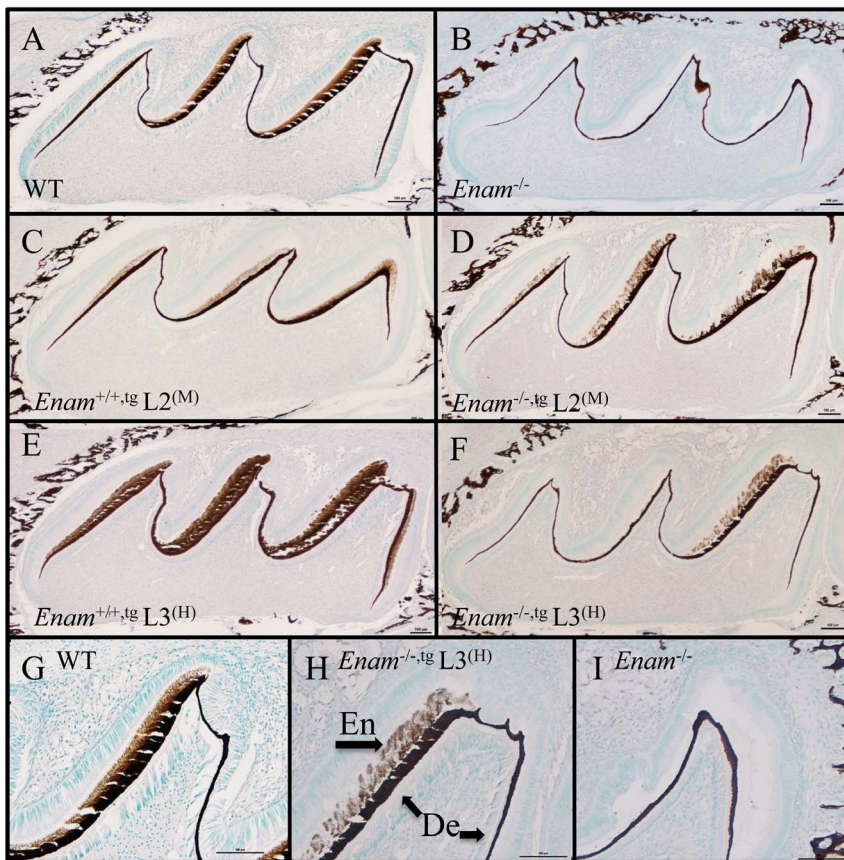 A
WT
B
Enam-/-
C
Enam+/+,tg L2(M)
D
Enam-/-,tg L2(M)
E
Enam+/+,tg L3(H)
F
Enam-/-,tg L3(H)
G WT
H Enam-/-,tg L3(H)
En
De
I Enam-/-